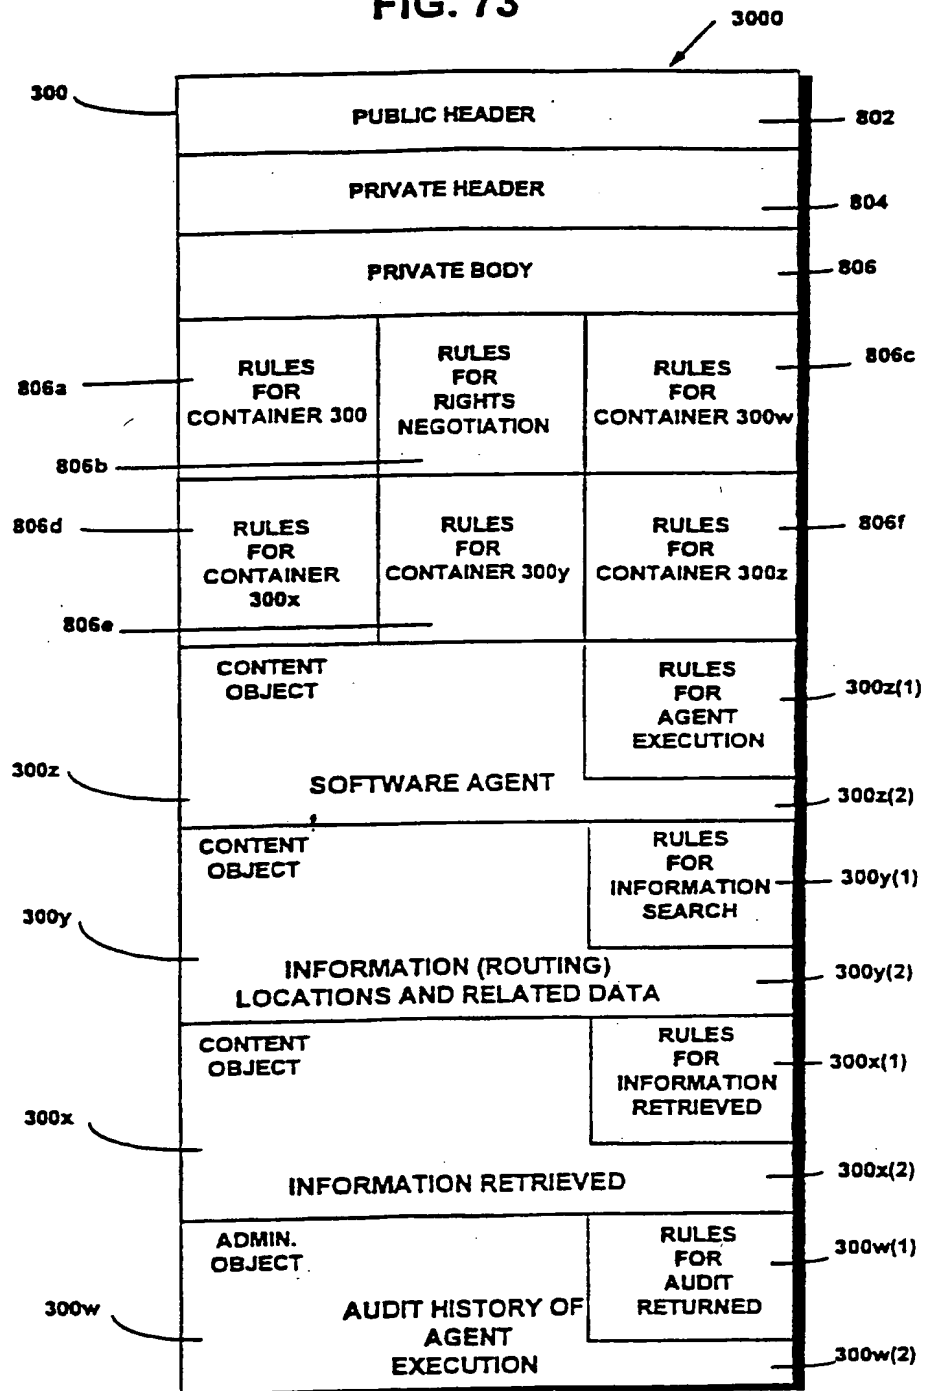 FIG. 73
3000
300
PUBLIC HEADER
802
PRIVATE HEADER
804
PRIVATE BODY
806
806a
RULES
FOR
CONTAINER 300
806b
RULES
FOR
RIGHTS
NEGOTIATION
806c
RULES
FOR
CONTAINER 300w
806d
RULES
FOR
CONTAINER
300x
806e
RULES
FOR
CONTAINER 300y
806f
RULES
FOR
CONTAINER 300z
CONTENT
OBJECT
RULES
FOR
AGENT
EXECUTION
300z(1)
300z
SOFTWARE AGENT
300z(2)
CONTENT
OBJECT
RULES
FOR
INFORMATION
SEARCH
300y(1)
300y
INFORMATION (ROUTING)
LOCATIONS AND RELATED DATA
300y(2)
CONTENT
OBJECT
RULES
FOR
INFORMATION
RETRIEVED
300x(1)
300x
INFORMATION RETRIEVED
300x(2)
ADMIN.
OBJECT
RULES
FOR
AUDIT
RETURNED
300w(1)
300w
AUDIT HISTORY OF
AGENT
EXECUTION
300w(2)